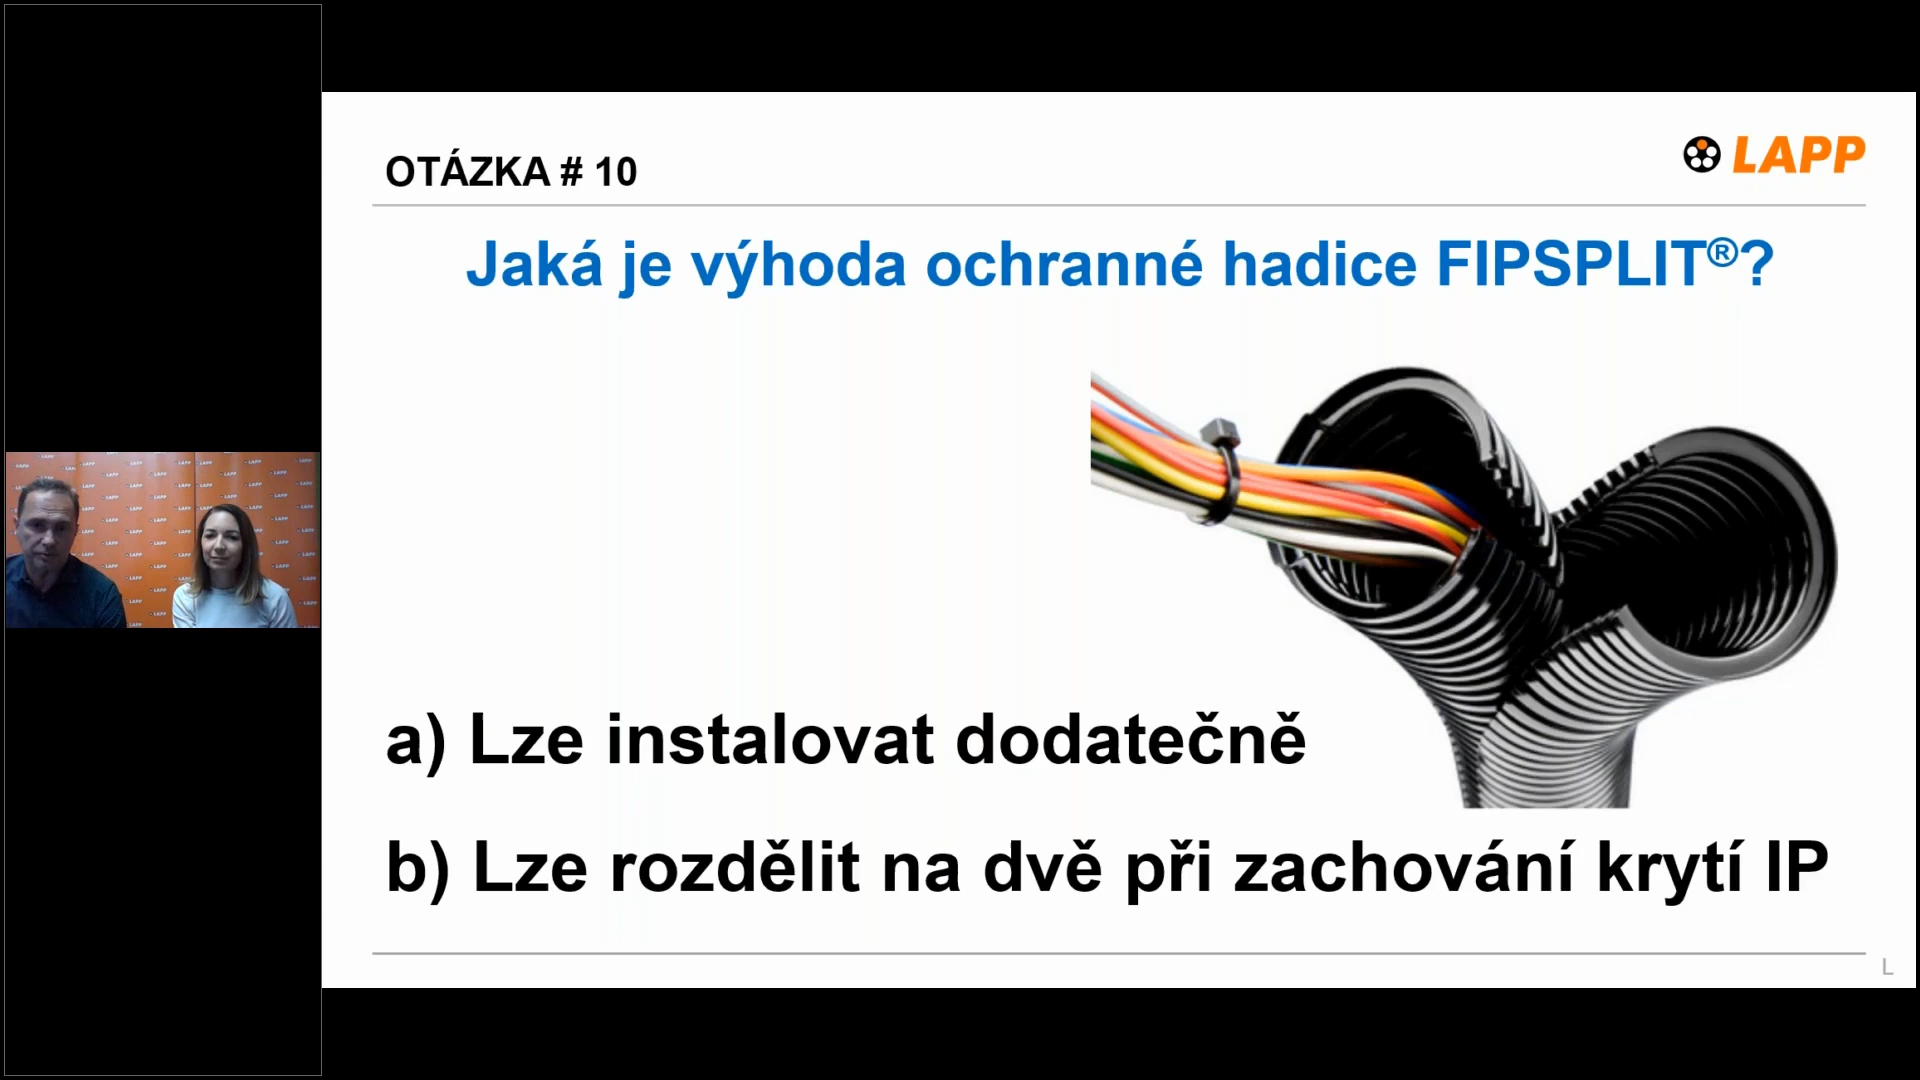 OTÁZKA # 10
LAPP
Jaká je výhoda ochranné hadice FIPSPLIT®?
a) Lze instalovat dodatečně
b) Lze rozdělit na dvě při zachování krytí IP
L